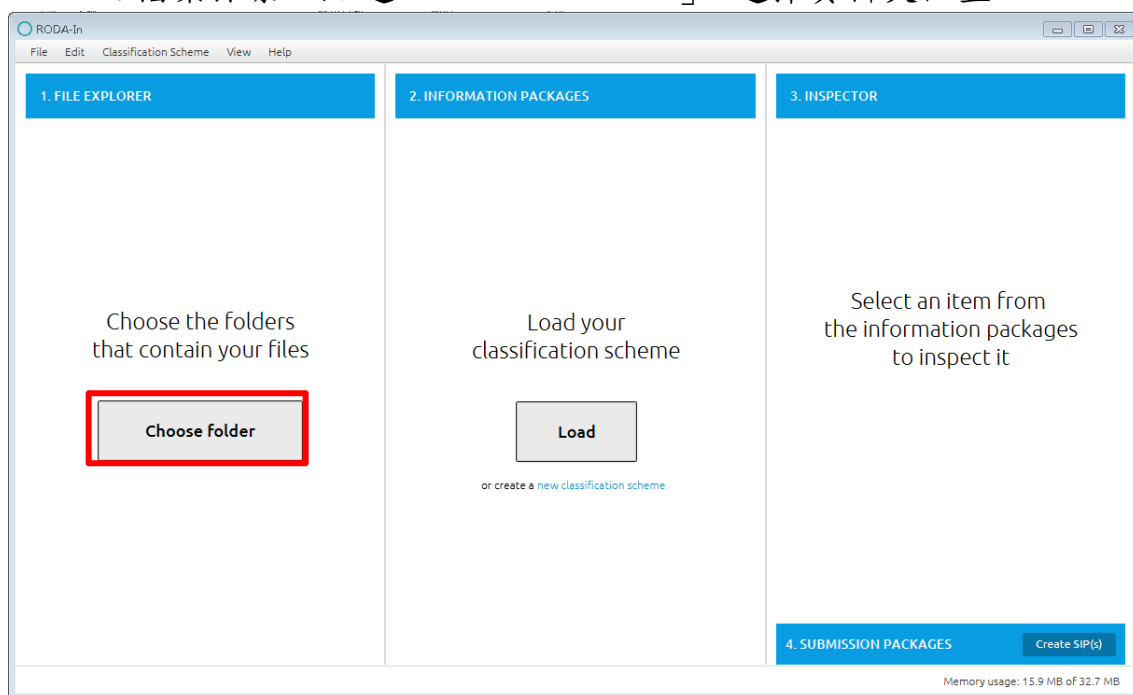 RODA-In
File Edit Classification Scheme View Help
1. FILE EXPLORER
2. INFORMATION PACKAGES
3. INSPECTOR
Choose the folders
that contain your files
Choose folder
Load your
classification scheme
Load
or create a new classification scheme
Select an item from
the information packages
to inspect it
4. SUBMISSION PACKAGES
Create SIP(s)
Memory usage: 15.9 MB of 32.7 MB